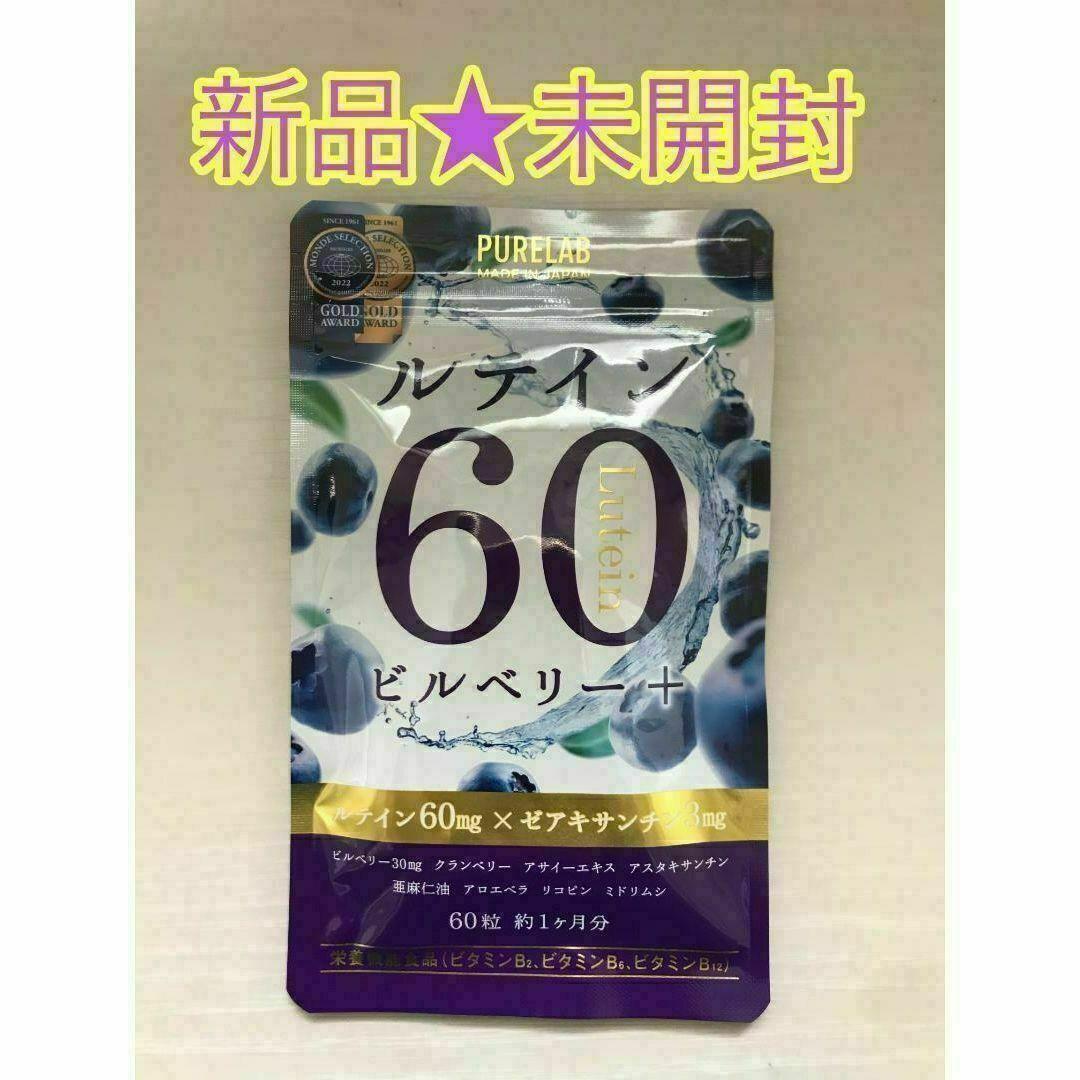 新品★未開封
SINCE 1961
MONDE SELECTION
BRUXELLES
2022
GOLD AWARD
PURELAB
MADE IN JAPAN
ルテイン
60
Lutein
ビルベリー+
ルテイン60mg×ゼアキサンチン3mg
ビルベリー30mg クランベリー アサイーエキス アスタキサンチン
亜麻仁油 アロエベラ リコピン ミドリムシ
60粒 約1ヶ月分
栄養機能食品(ビタミンB2、ビタミンB6、ビタミンB12)